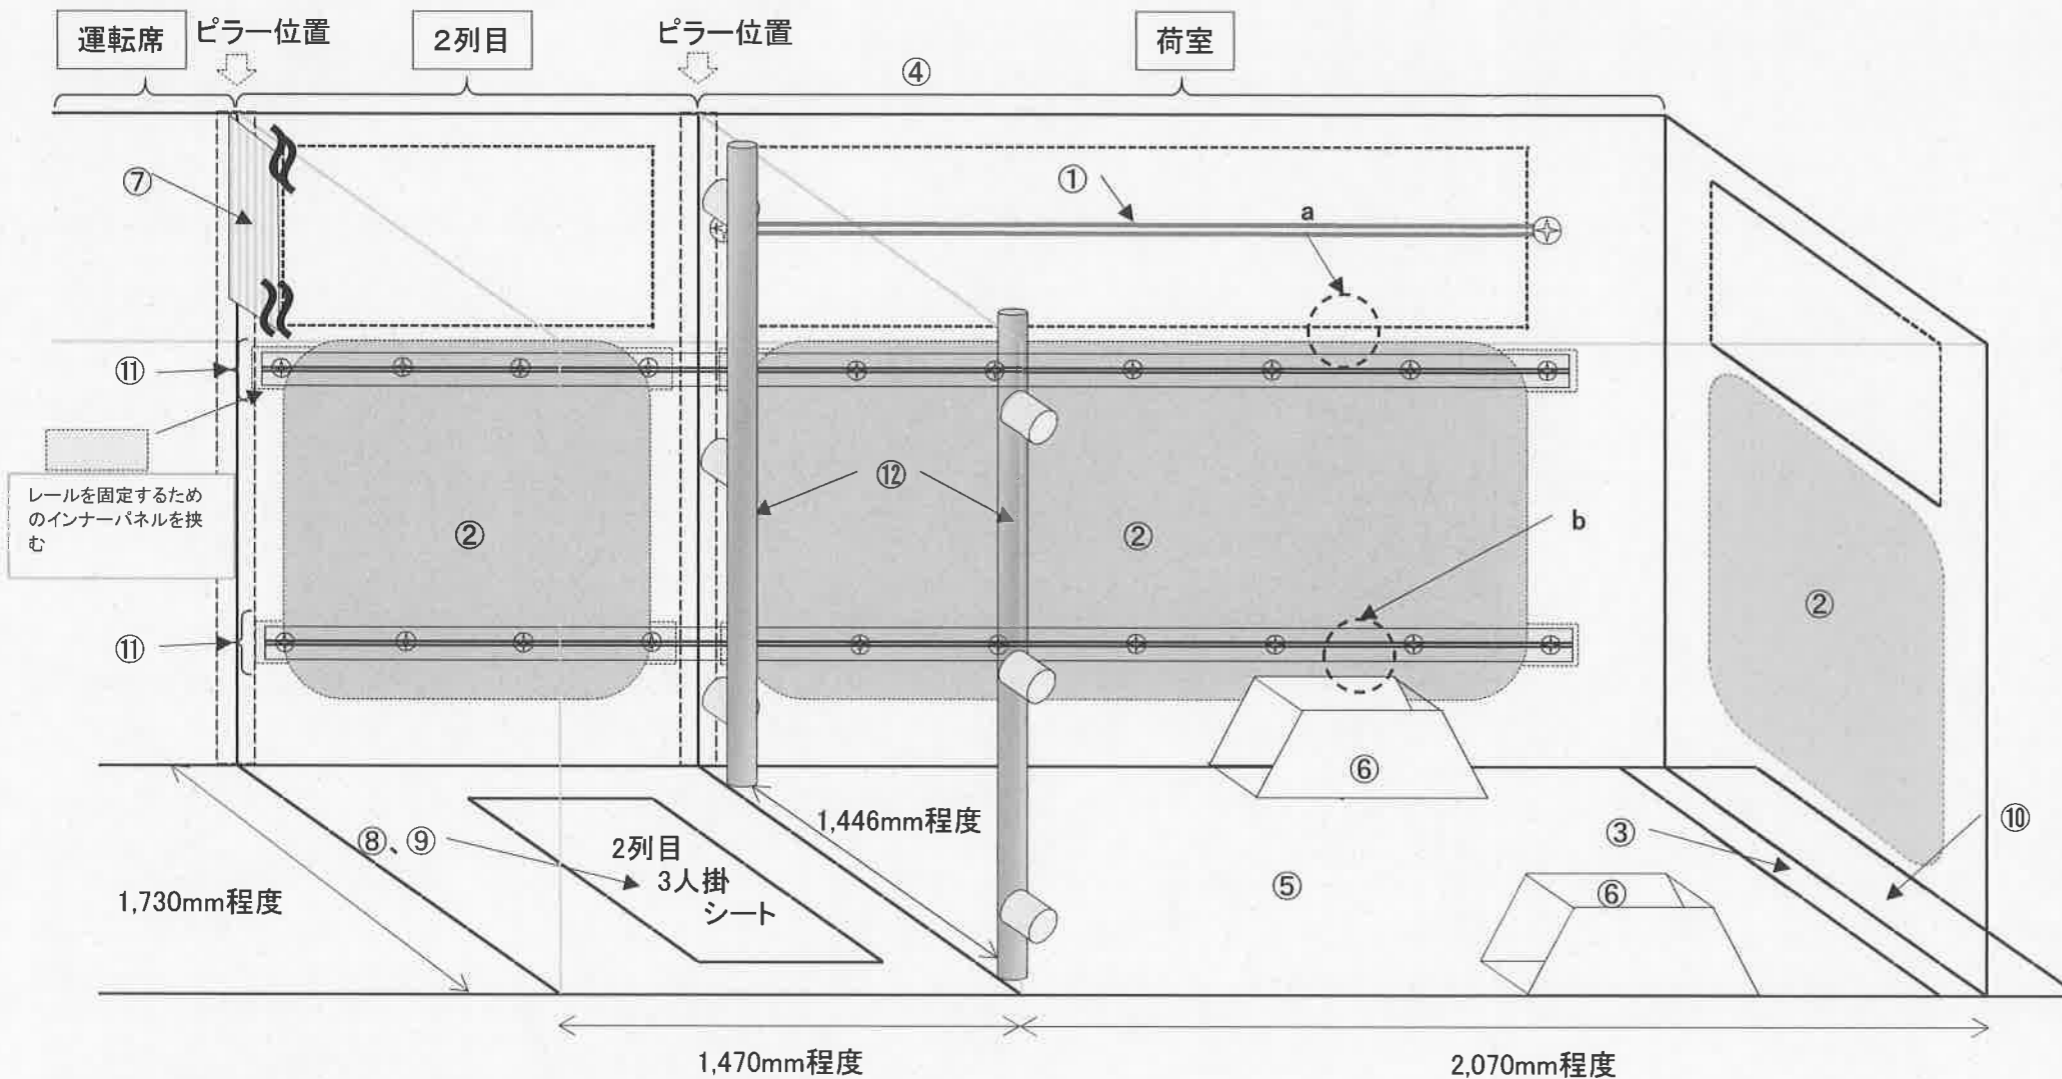 運転席
ピラー位置
2列目
ピラー位置
④
荷室
⑦
①
a
⑪
レールを固定するため
のインナーパネルを挟
む
②
⑫
②
b
②
⑪
⑥
1,446mm程度
⑧、⑨
2列目
3人掛
シート
③
⑩
1,730mm程度
⑤
⑥
1,470mm程度
2,070mm程度